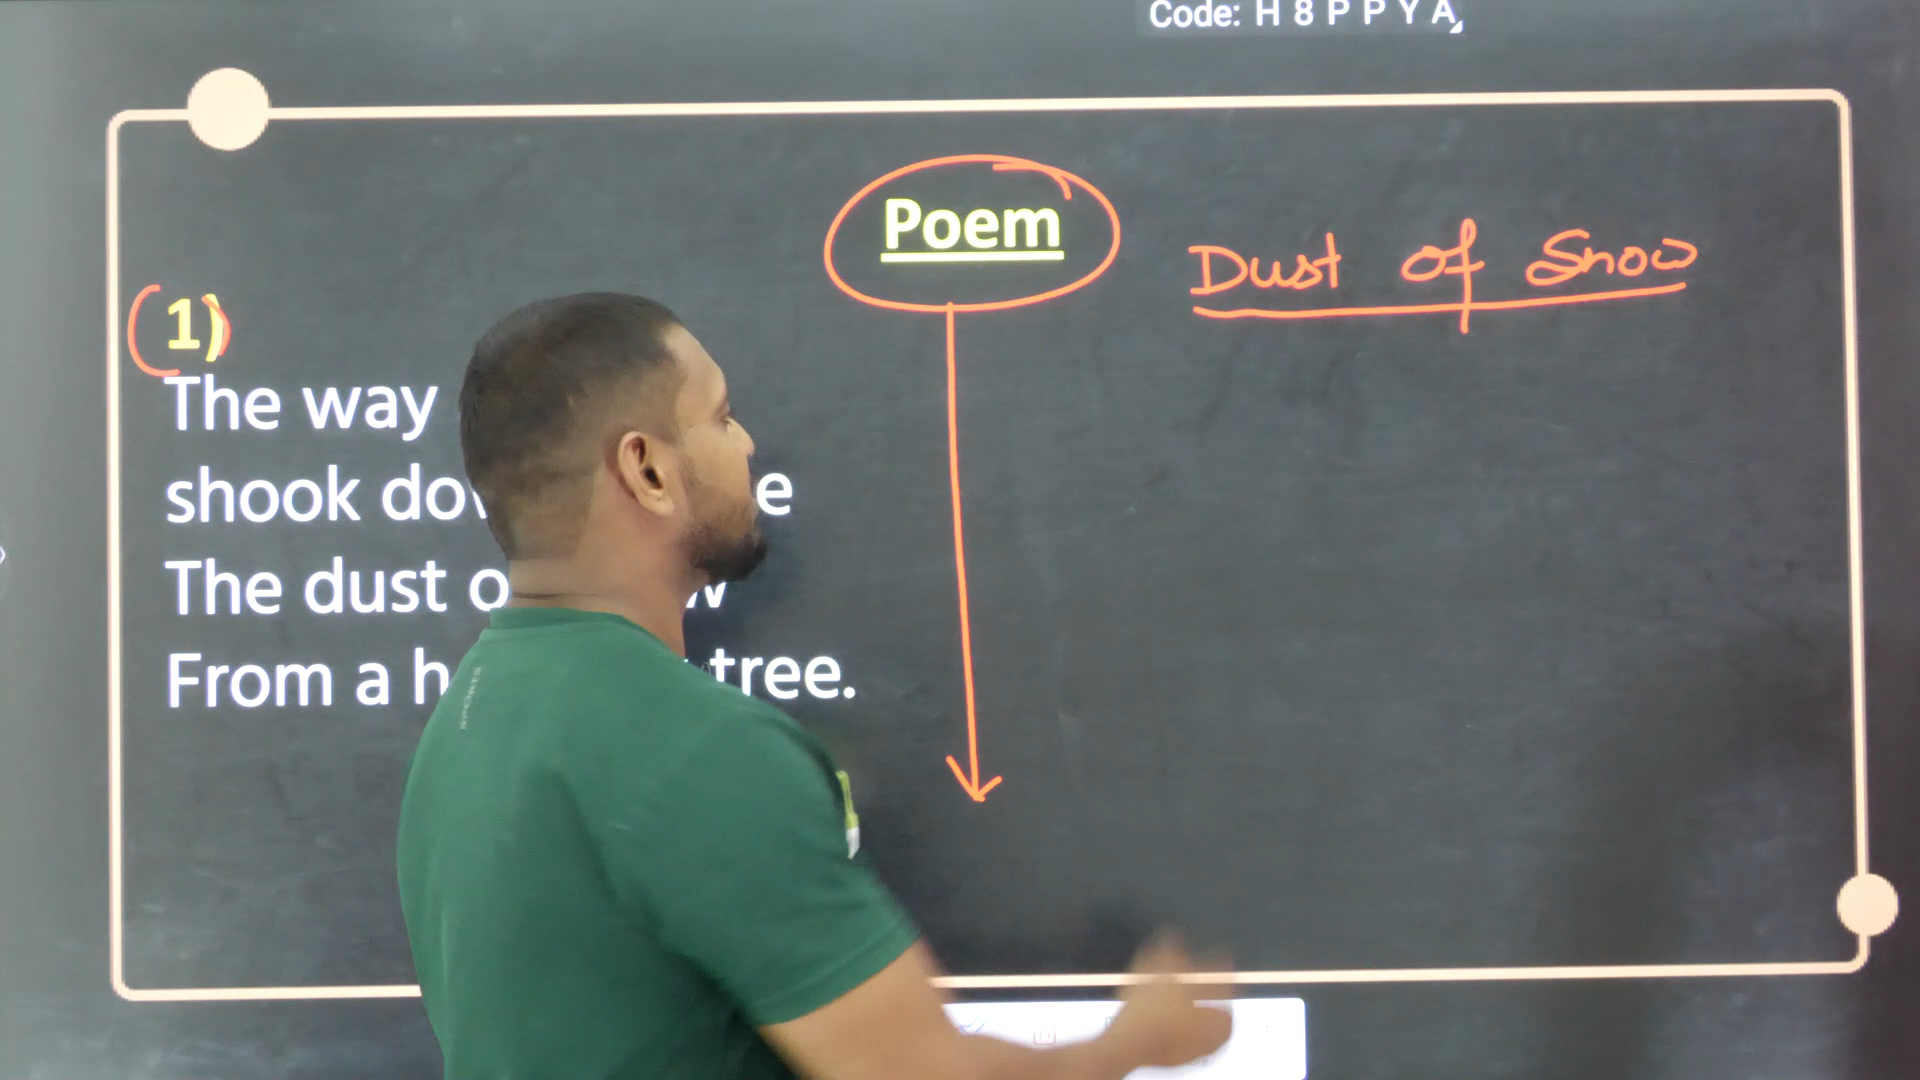 Code: H 8 P P Y A
Poem
Dust of Snow
1)
The way
shook do e
The dust o w
From a h tree.